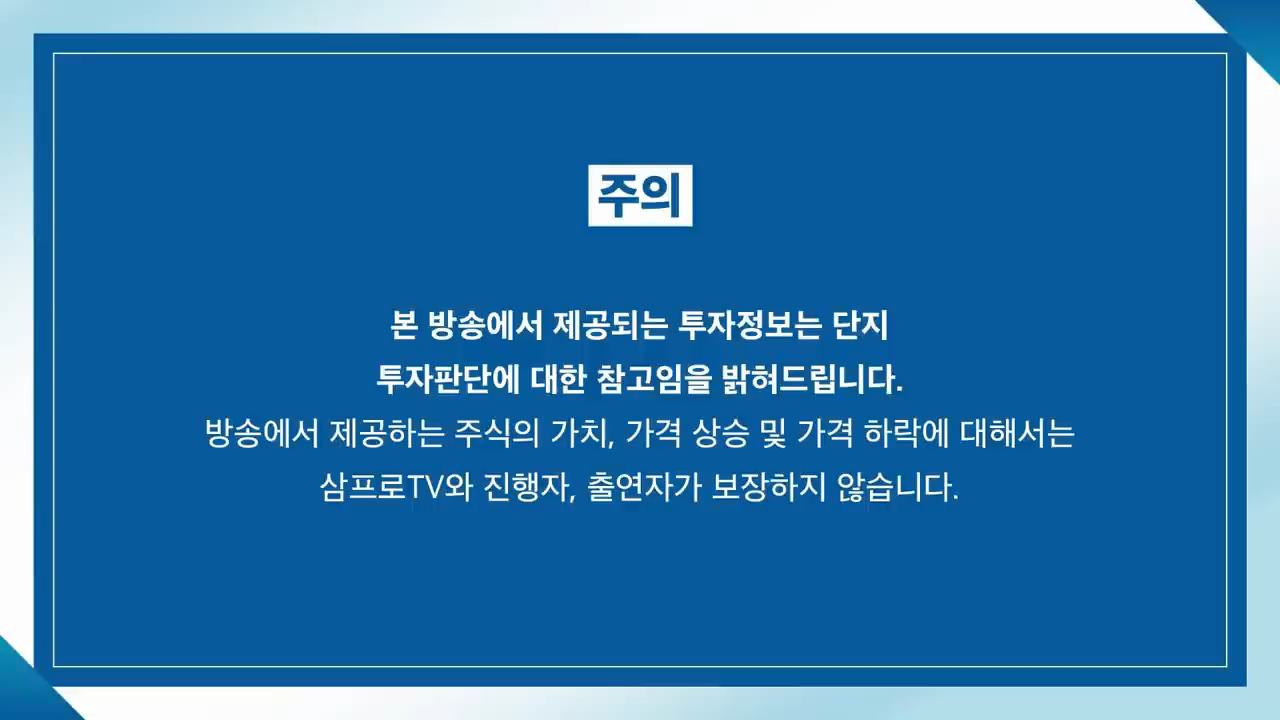 주의
본 방송에서 제공되는 투자정보는 단지
투자판단에 대한 참고임을 밝혀드립니다.
방송에서 제공하는 주식의 가치, 가격 상승 및 가격 하락에 대해서는
삼프로TV와 진행자, 출연자가 보장하지 않습니다.